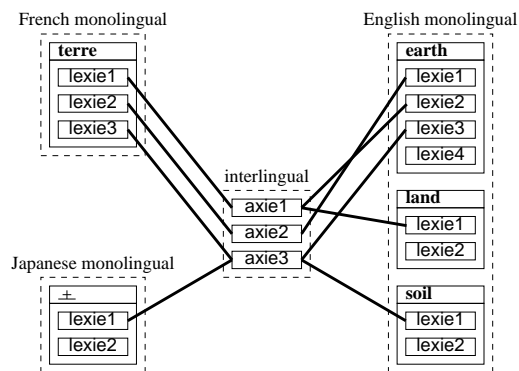 French monolingual
terre
lexie1
lexie2
lexie3
English monolingual
earth
lexie1
lexie2
lexie3
lexie4
land
lexie1
lexie2
soil
lexie1
lexie2
interlingual
axie1
axie2
axie3
Japanese monolingual
土
lexie1
lexie2